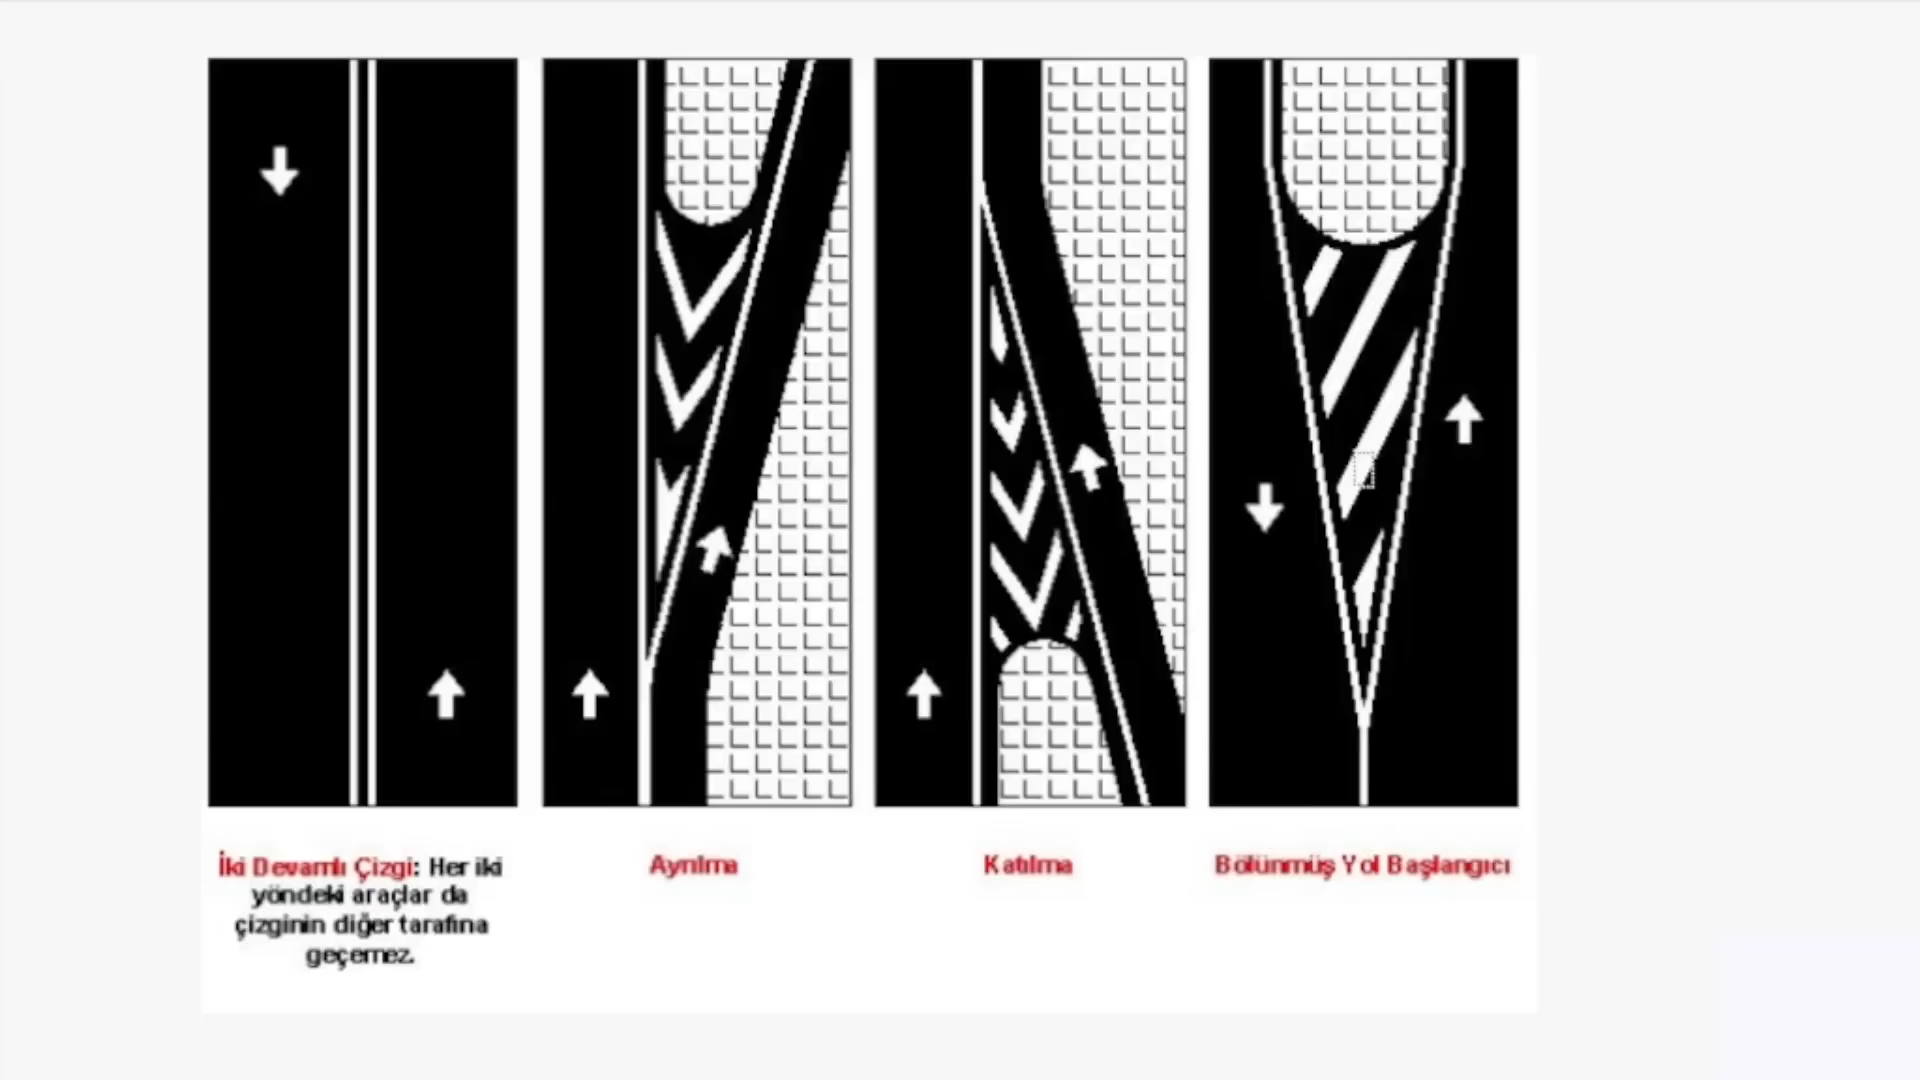 İki Devamlı Çizgi: Her iki
yöndeki araçlar da
çizginin diğer tarafına
geçemez.
Ayrılma
Katılma
Bölünmüş Yol Başlangıcı